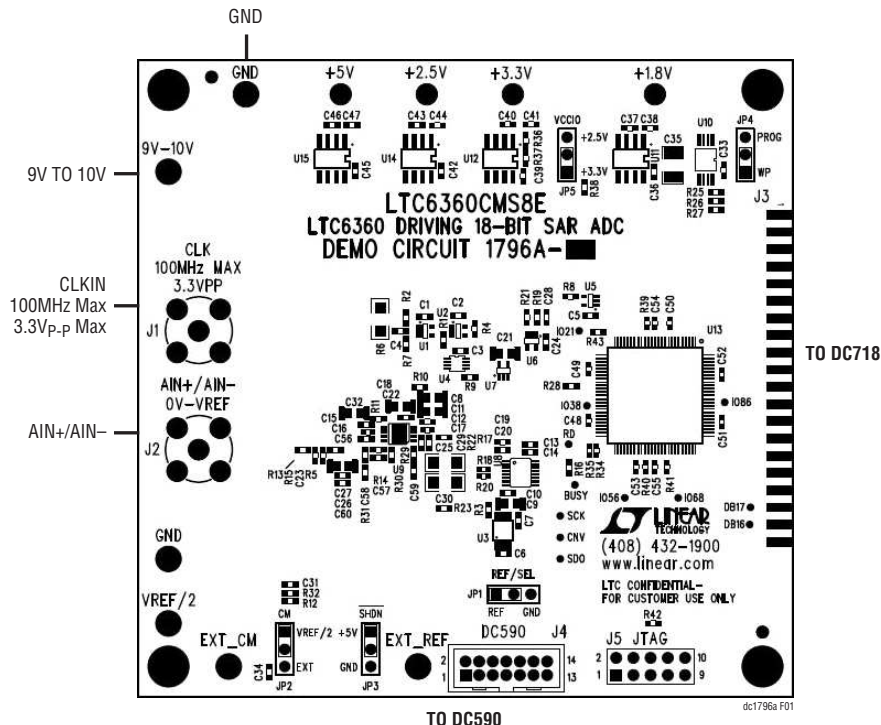 GND
GND +5V +2.5V +3.3V +1.8V
C46 C47 C43 C44 C40 C41 VCCIO C37 C38 U10 JP4
+2.5V C35 PROG
9V-10V U15 C45 U14 C42 U12 R36 R37 C39 +3.3V U11 C33 WP
JP5 R38 C36 R25 J3
R26
R27
9V TO 10V
LTC6360CMS8E
LTC6360 DRIVING 18-BIT SAR ADC
DEMO CIRCUIT 1796A-
CLK
100MHz MAX
3.3VPP
CLKIN
100MHz Max
3.3VP-P Max
J1
R2 C1 C2 R21 R19 C28 R8 U5 R39 C54 C50
U2 R1 R4 C5 IO21 R43 U13
R6 C4 R7 U1 C3 C21 U6 C24
U4 R9 U7 R28 C49 C52
TO DC718
AIN+/AIN-
0V-VREF
AIN+/AIN–
J2
C18 R10 C22 C8 C11 C12 C17
C32 C15 R11 C16 C56
IO38 C48 IO86 C51
C19 C20 C13 C14 RD
R29 C25 C29 R22 R17 R18 U8 R16 R35 R34
R13 R15 C23 R5 U9 R14 C57 R30 C59 R20 C10 BUSY C53 R40 C55 R41
C27 C26 C60 C58 R31 C30 R23 R3 C9 C7 IO56 IO68 DB17
SCK DB16
U3 C6 CNV
SDO
LINEAR
TECHNOLOGY
(408) 432-1900
www.linear.com
LTC CONFIDENTIAL-
FOR CUSTOMER USE ONLY
GND
REF/SEL
JP1
REF GND
VREF/2
C31
R32
R12
CM SHDN
VREF/2 +5V
EXT_CM EXT_REF
EXT GND
C34 JP2 JP3
DC590 J4
2 14
1 13
R42
J5 JTAG
2 10
1 9
dc1796a F01
TO DC590